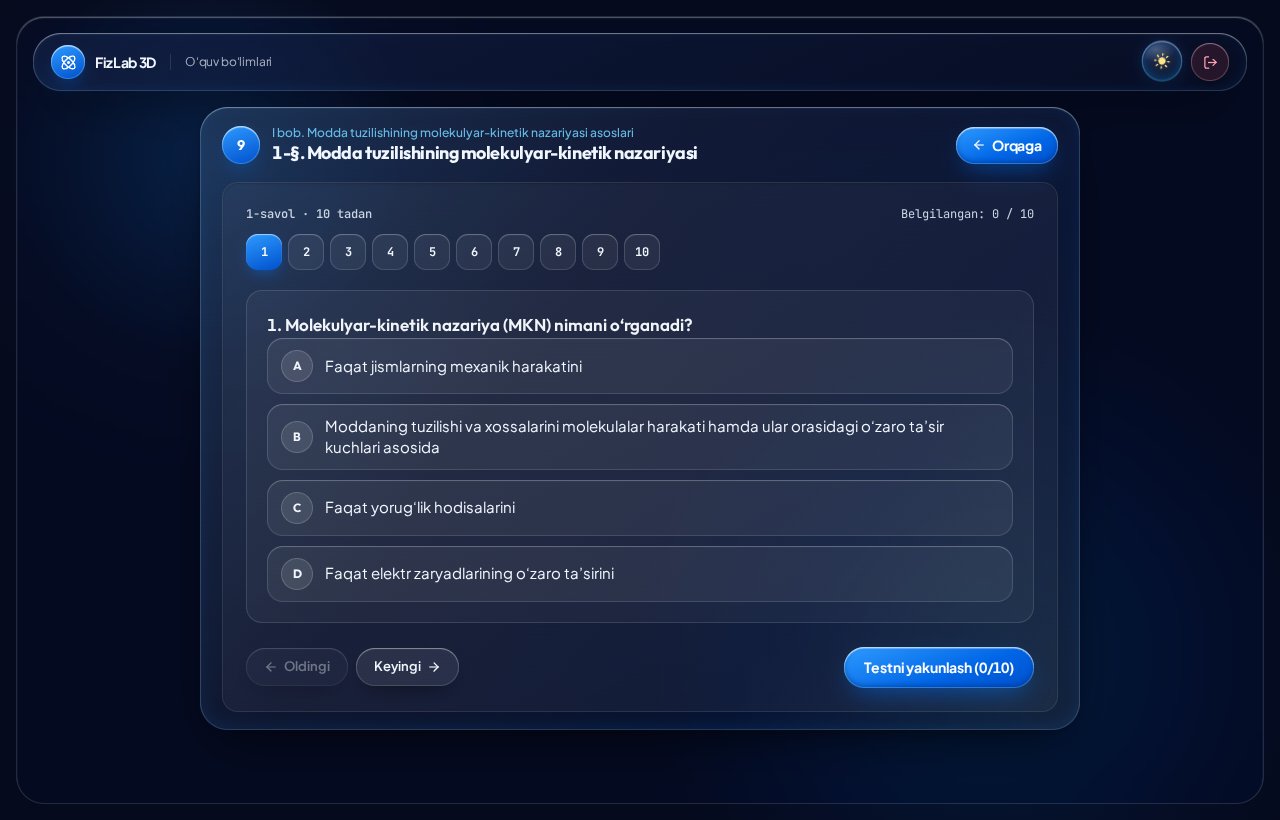 FizLab 3D
O'quv bo'limlari
9
I bob. Modda tuzilishining molekulyar-kinetik nazariyasi asoslari
1-§. Modda tuzilishining molekulyar-kinetik nazariyasi
← Orqaga
1-savol · 10 tadan
Belgilangan: 0 / 10
1 2 3 4 5 6 7 8 9 10
1. Molekulyar-kinetik nazariya (MKN) nimani o‘rganadi?
A Faqat jismlarning mexanik harakatini
B Moddaning tuzilishi va xossalarini molekulalar harakati hamda ular orasidagi o‘zaro ta’sir
kuchlari asosida
C Faqat yorug‘lik hodisalarini
D Faqat elektr zaryadlarining o‘zaro ta’sirini
← Oldingi
Keyingi →
Testni yakunlash (0/10)